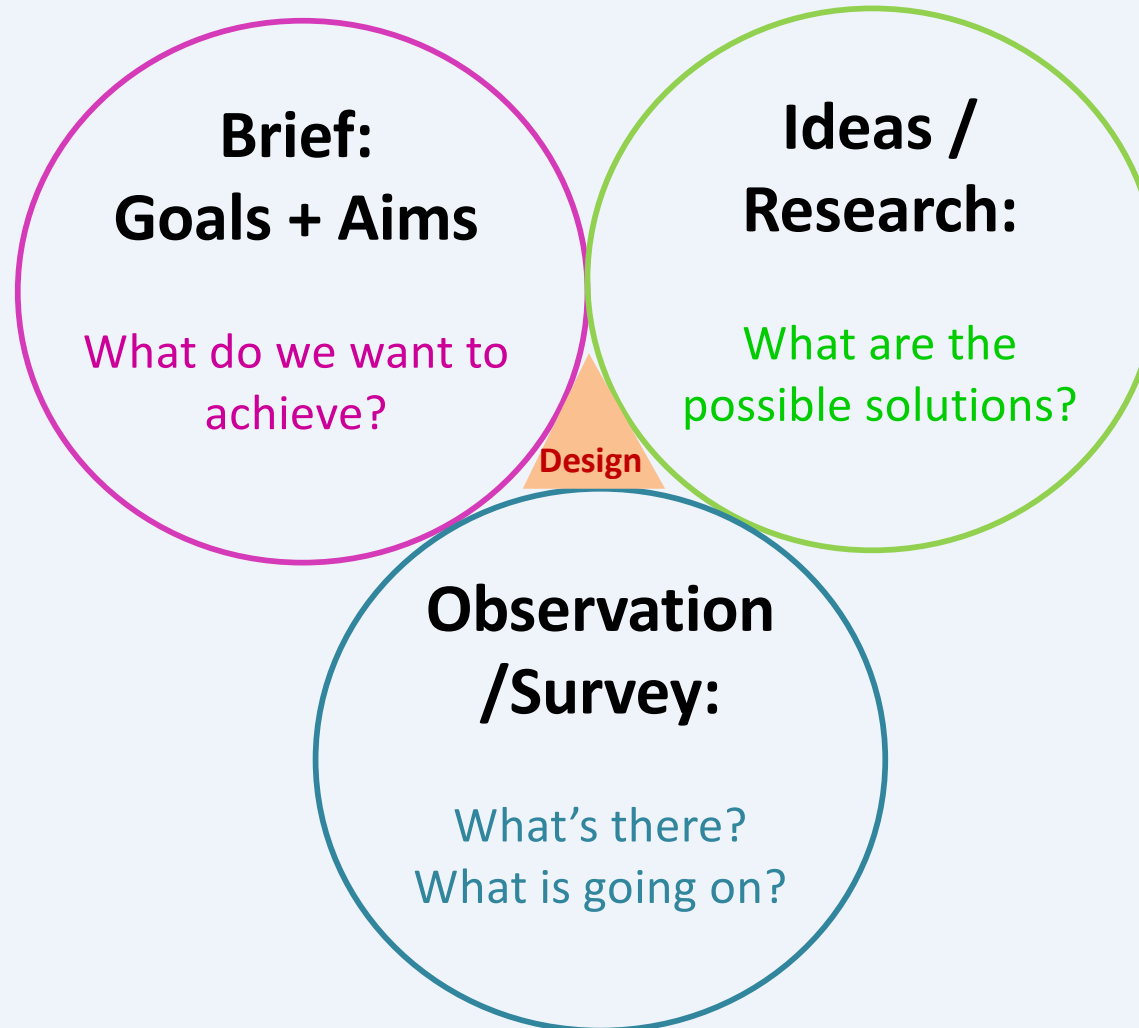 Brief:
Goals + Aims
What do we want to
achieve?
Ideas /
Research:
What are the
possible solutions?
Design
Observation
/Survey:
What’s there?
What is going on?